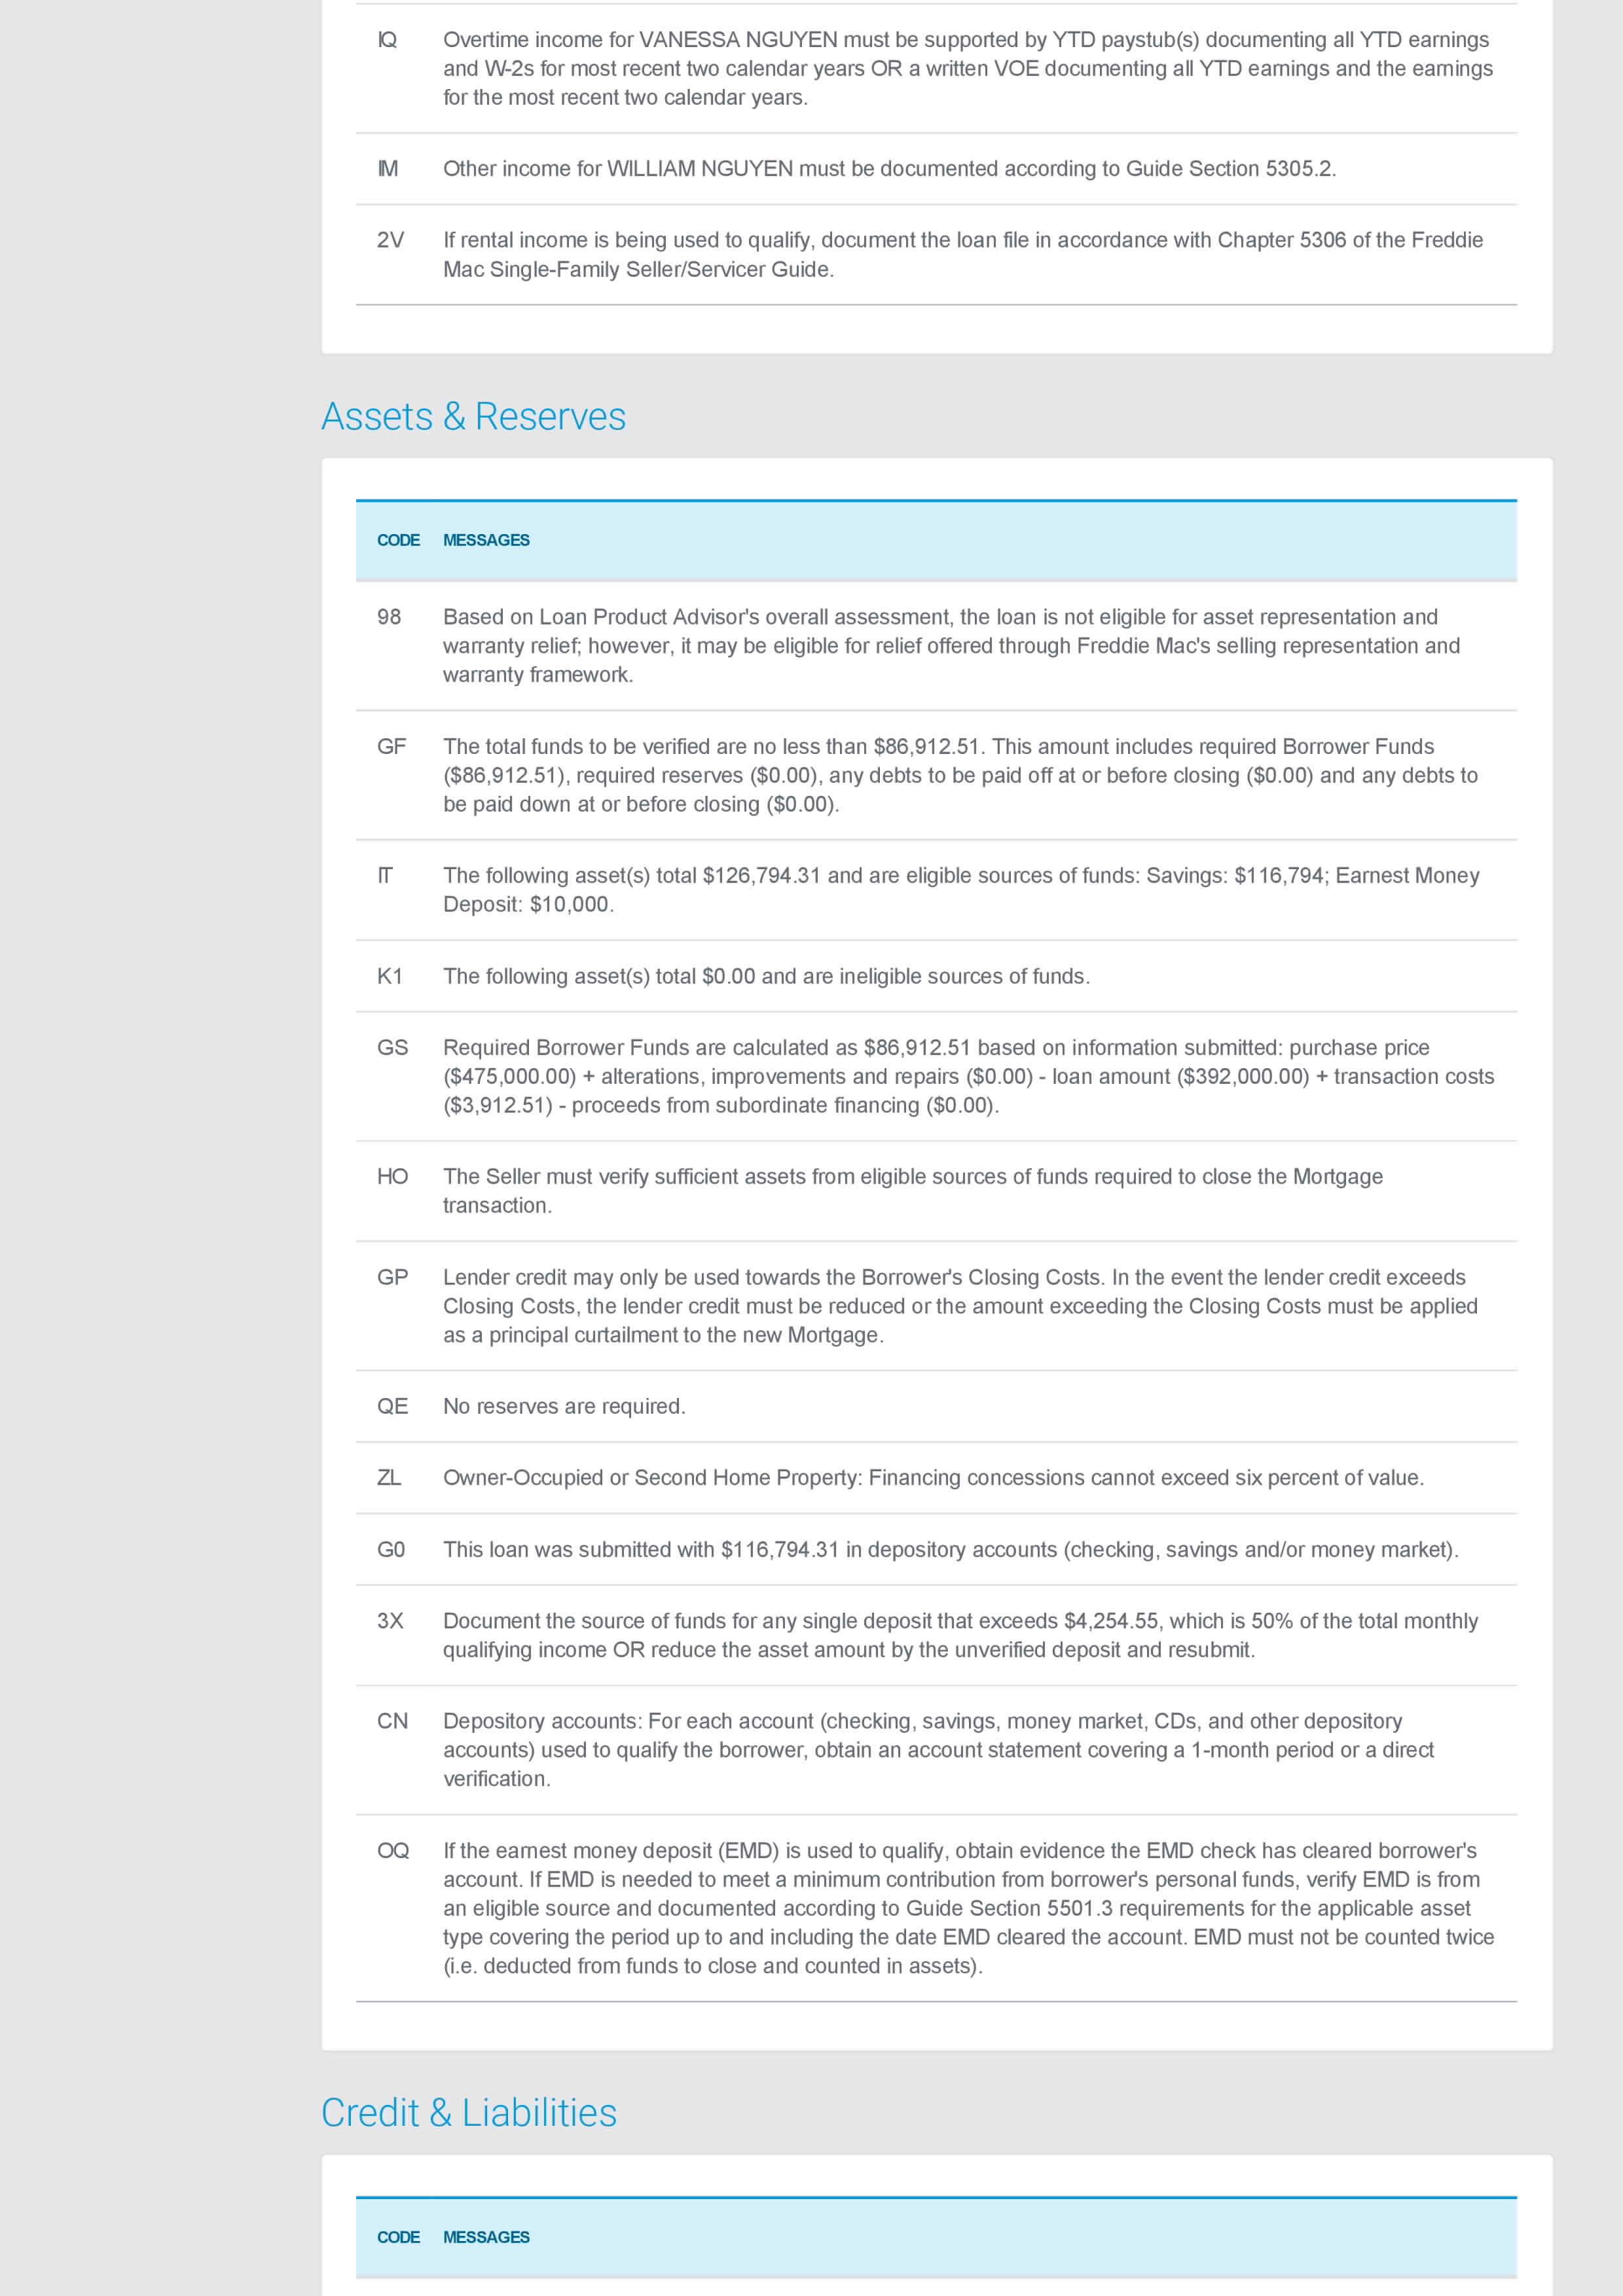 IQ Overtime income for VANESSA NGUYEN must be supported by YTD paystub(s) documenting all YTD earnings
and W-2s for most recent two calendar years OR a written VOE documenting all YTD earnings and the earnings
for the most recent two calendar years.
IM Other income for WILLIAM NGUYEN must be documented according to Guide Section 5305.2.
2V If rental income is being used to qualify, document the loan file in accordance with Chapter 5306 of the Freddie
Mac Single-Family Seller/Servicer Guide.
Assets & Reserves
CODE MESSAGES
98 Based on Loan Product Advisor's overall assessment, the loan is not eligible for asset representation and
warranty relief; however, it may be eligible for relief offered through Freddie Mac's selling representation and
warranty framework.
GF The total funds to be verified are no less than $86,912.51. This amount includes required Borrower Funds
($86,912.51), required reserves ($0.00), any debts to be paid off at or before closing ($0.00) and any debts to
be paid down at or before closing ($0.00).
IT The following asset(s) total $126,794.31 and are eligible sources of funds: Savings: $116,794; Earnest Money
Deposit: $10,000.
K1 The following asset(s) total $0.00 and are ineligible sources of funds.
GS Required Borrower Funds are calculated as $86,912.51 based on information submitted: purchase price
($475,000.00) + alterations, improvements and repairs ($0.00) - loan amount ($392,000.00) + transaction costs
($3,912.51) - proceeds from subordinate financing ($0.00).
HO The Seller must verify sufficient assets from eligible sources of funds required to close the Mortgage
transaction.
GP Lender credit may only be used towards the Borrower's Closing Costs. In the event the lender credit exceeds
Closing Costs, the lender credit must be reduced or the amount exceeding the Closing Costs must be applied
as a principal curtailment to the new Mortgage.
QE No reserves are required.
ZL Owner-Occupied or Second Home Property: Financing concessions cannot exceed six percent of value.
G0 This loan was submitted with $116,794.31 in depository accounts (checking, savings and/or money market).
3X Document the source of funds for any single deposit that exceeds $4,254.55, which is 50% of the total monthly
qualifying income OR reduce the asset amount by the unverified deposit and resubmit.
CN Depository accounts: For each account (checking, savings, money market, CDs, and other depository
accounts) used to qualify the borrower, obtain an account statement covering a 1-month period or a direct
verification.
OQ If the earnest money deposit (EMD) is used to qualify, obtain evidence the EMD check has cleared borrower's
account. If EMD is needed to meet a minimum contribution from borrower's personal funds, verify EMD is from
an eligible source and documented according to Guide Section 5501.3 requirements for the applicable asset
type covering the period up to and including the date EMD cleared the account. EMD must not be counted twice
(i.e. deducted from funds to close and counted in assets).
Credit & Liabilities
CODE MESSAGES